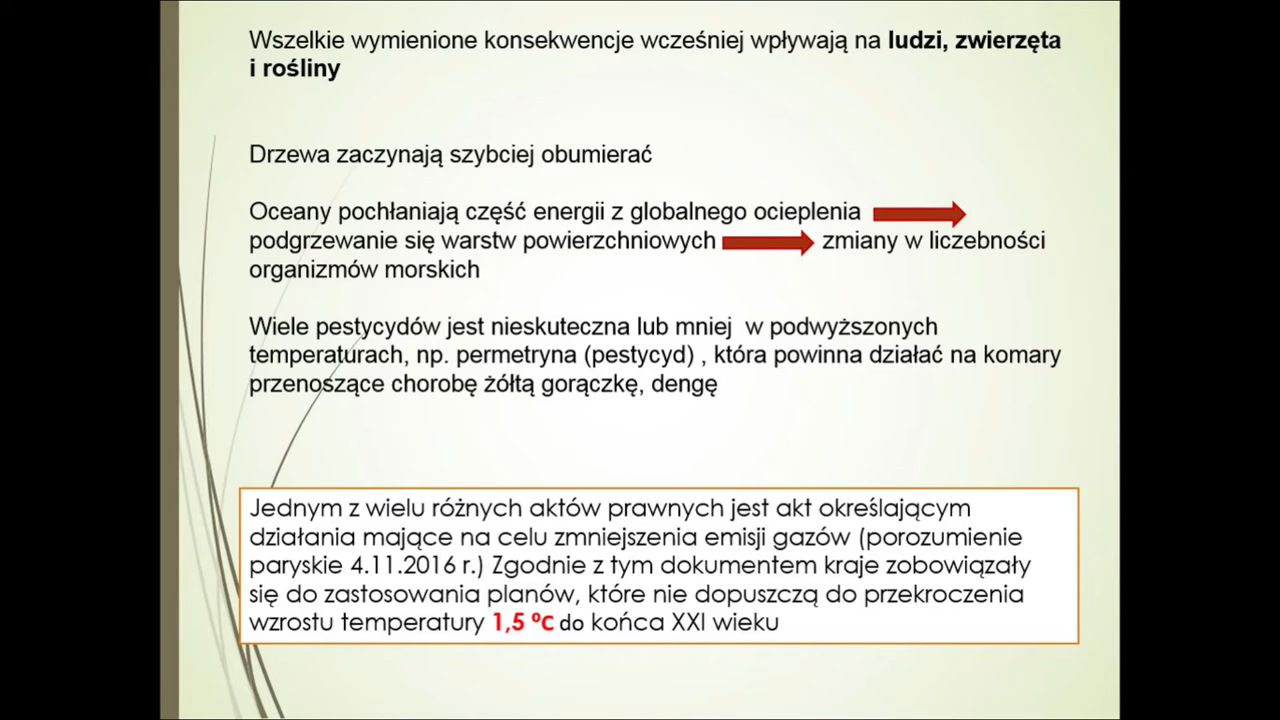 Wszelkie wymienione konsekwencje wcześniej wpływają na ludzi, zwierzęta
i rośliny
Drzewa zaczynają szybciej obumierać
Oceany pochłaniają część energii z globalnego ocieplenia
podgrzewanie się warstw powierzchniowych zmiany w liczebności
organizmów morskich
Wiele pestycydów jest nieskuteczna lub mniej w podwyższonych
temperaturach, np. permetryna (pestycyd) , która powinna działać na komary
przenoszące chorobę żółtą gorączkę, dengę
Jednym z wielu różnych aktów prawnych jest akt określającym
działania mające na celu zmniejszenia emisji gazów (porozumienie
paryskie 4.11.2016 r.) Zgodnie z tym dokumentem kraje zobowiązały
się do zastosowania planów, które nie dopuszczą do przekroczenia
wzrostu temperatury 1,5 ⁰C do końca XXI wieku